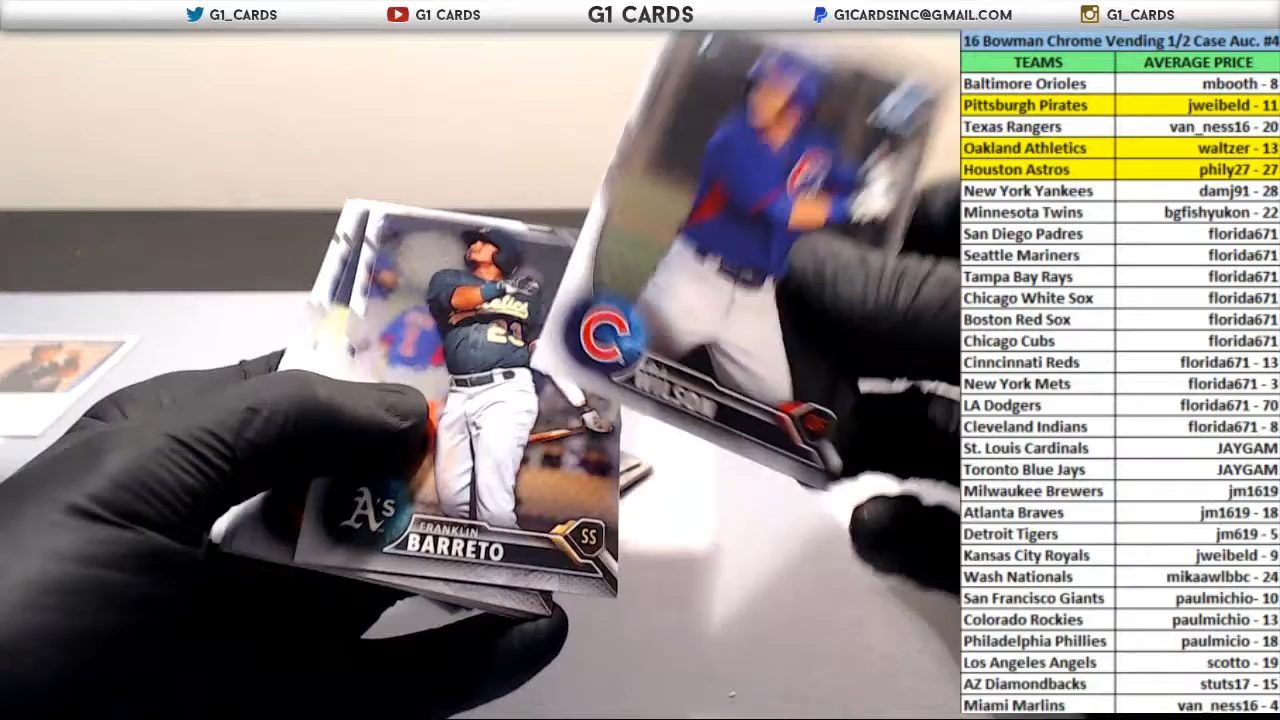 G1_CARDS G1 CARDS G1 CARDS G1CARDSINC@GMAIL.COM G1_CARDS
16 Bowman Chrome Vending 1/2 Case Auc. #4
TEAMS AVERAGE PRICE
Baltimore Orioles mbooth - 8
Pittsburgh Pirates jweibeld - 11
Texas Rangers van_ness16 - 20
Oakland Athletics waltzer - 13
Houston Astros phily27 - 27
New York Yankees damj91 - 28
Minnesota Twins bgfishyukon - 22
San Diego Padres florida671
Seattle Mariners florida671
Tampa Bay Rays florida671
Chicago White Sox florida671
Boston Red Sox florida671
Chicago Cubs florida671
Cinncinnati Reds florida671 - 13
New York Mets florida671 - 3
LA Dodgers florida671 - 70
Cleveland Indians florida671 - 8
St. Louis Cardinals JAYGAM
Toronto Blue Jays JAYGAM
Milwaukee Brewers jm1619
Atlanta Braves jm1619 - 18
Detroit Tigers jm619 - 5
Kansas City Royals jweibeld - 9
Wash Nationals mikaawlbbc - 24
San Francisco Giants paulmichio- 10
Colorado Rockies paulmichio - 13
Philadelphia Phillies paulmicio - 18
Los Angeles Angels scotto - 19
AZ Diamondbacks stuts17 - 15
Miami Marlins van_ness16 - 4
C
WILSON
23
A's
FRANKLIN
BARRETO
SS